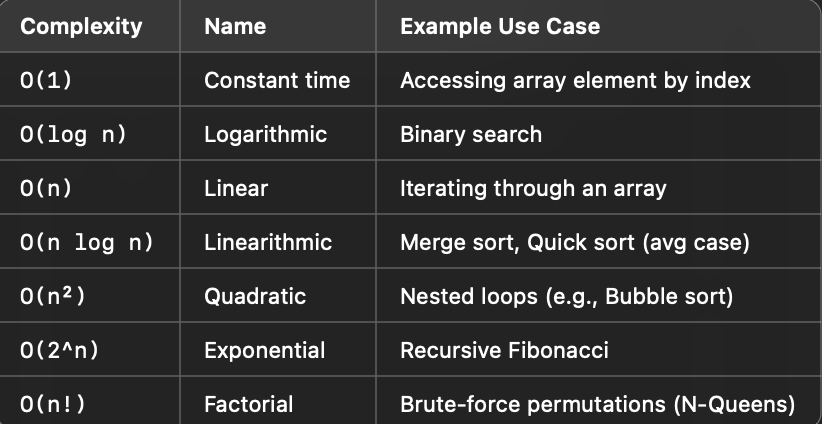 Complexity Name Example Use Case
O(1) Constant time Accessing array element by index
O(log n) Logarithmic Binary search
O(n) Linear Iterating through an array
O(n log n) Linearithmic Merge sort, Quick sort (avg case)
O(n²) Quadratic Nested loops (e.g., Bubble sort)
O(2^n) Exponential Recursive Fibonacci
O(n!) Factorial Brute-force permutations (N-Queens)